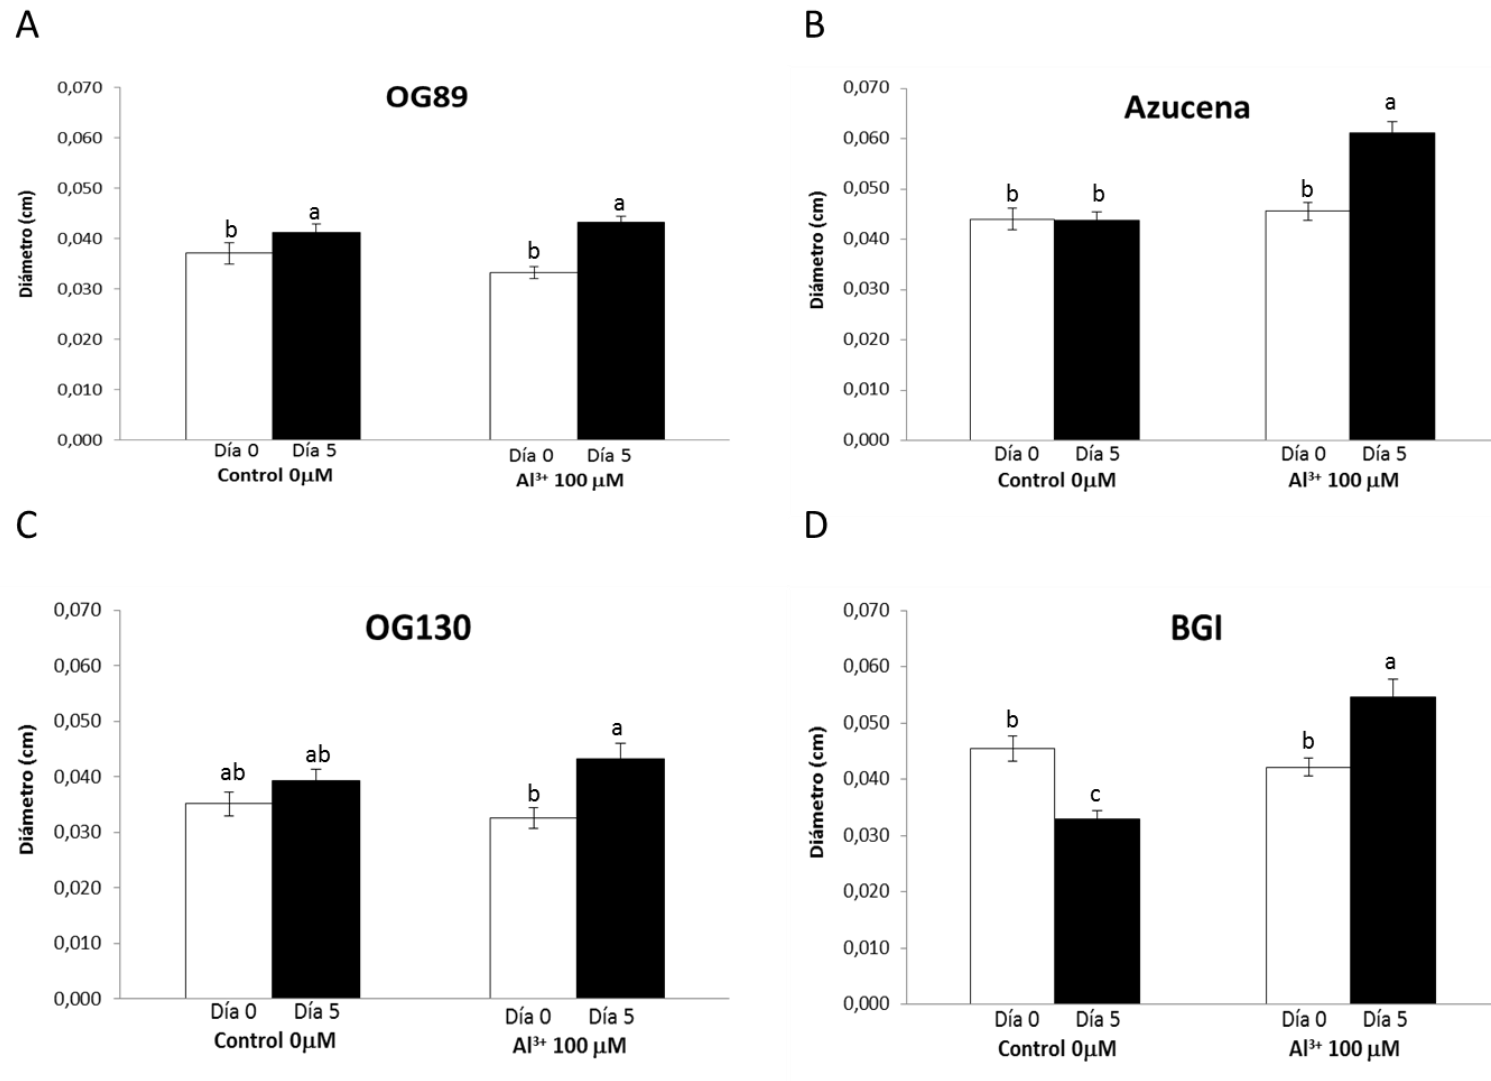 A
OG89
0,070
0,060
0,050
0,040
0,030
0,020
0,010
0,000
Diámetro (cm)
b
a
b
a
Día 0
Día 5
Día 0
Día 5
Control 0μM
Al³⁺ 100 μM
B
Azucena
0,070
0,060
0,050
0,040
0,030
0,020
0,010
0,000
Diámetro (cm)
b
b
b
a
Día 0
Día 5
Día 0
Día 5
Control 0μM
Al³⁺ 100 μM
C
OG130
0,070
0,060
0,050
0,040
0,030
0,020
0,010
0,000
Diámetro (cm)
ab
ab
b
a
Día 0
Día 5
Día 0
Día 5
Control 0μM
Al³⁺ 100 μM
D
BGI
0,070
0,060
0,050
0,040
0,030
0,020
0,010
0,000
Diámetro (cm)
b
c
b
a
Día 0
Día 5
Día 0
Día 5
Control 0μM
Al³⁺ 100 μM